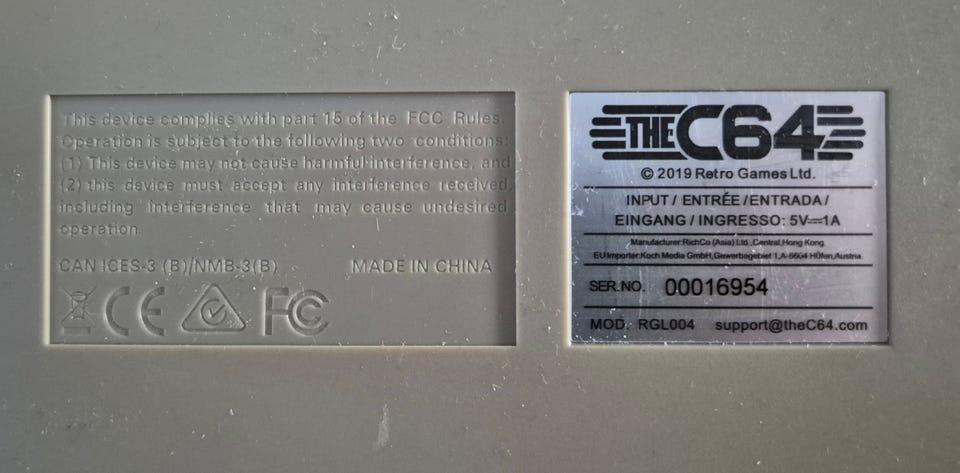 This device complies with part 15 of the FCC Rules.
Operation is subject to the following two conditions:
(1) This device may not cause harmful interference, and
(2) this device must accept any interference received,
including interference that may cause undesired
operation.
CAN ICES-3 (B)/NMB-3(B) MADE IN CHINA
CE FC
THEC64
© 2019 Retro Games Ltd.
INPUT / ENTRÉE / ENTRADA /
EINGANG / INGRESSO: 5V⎓1A
Manufacturer:RichCo (Asia) Ltd.,Central,Hong Kong.
EU Importer:Koch Media GmbH,Gewerbegebiet 1,A-6604 Höfen,Austria.
SER.NO. 00016954
MOD. RGL004 support@theC64.com